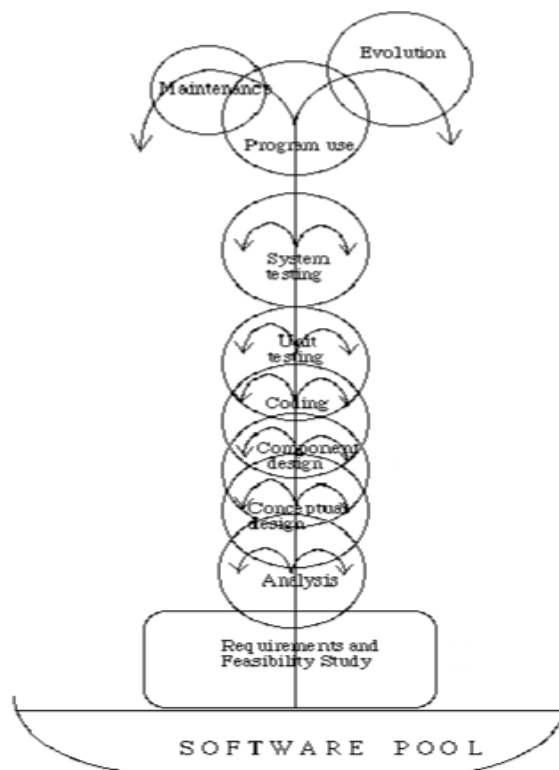 Evolution
Maintenance
Program use
System
testing
Unit
testing
Coding
Component
design
Conceptual
design
Analysis
Requirements and
Feasibility Study
SOFTWARE POOL